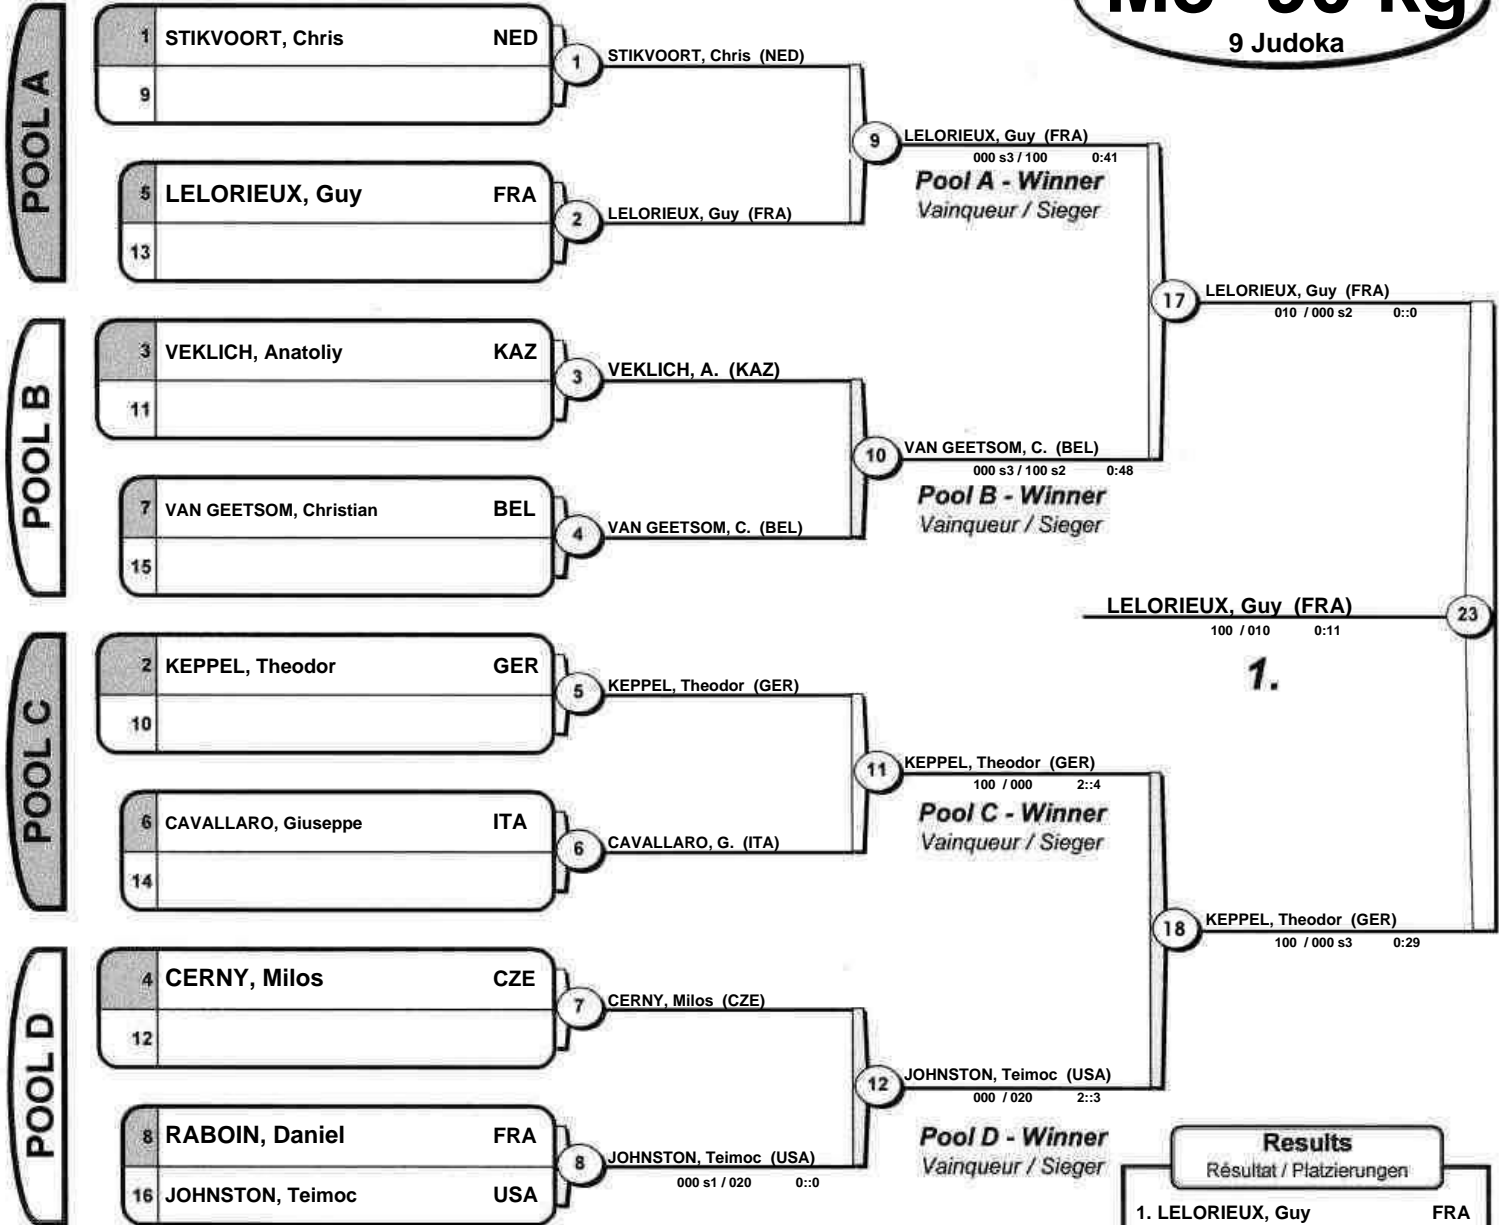 9 Judoka
POOL A
1 STIKVOORT, Chris NED
9
1
STIKVOORT, Chris (NED)
5 LELORIEUX, Guy FRA
13
2
LELORIEUX, Guy (FRA)
9
LELORIEUX, Guy (FRA)
000 s3 / 100 0:41
Pool A - Winner
Vainqueur / Sieger
POOL B
3 VEKLICH, Anatoliy KAZ
11
3
VEKLICH, A. (KAZ)
7 VAN GEETSOM, Christian BEL
15
4
VAN GEETSOM, C. (BEL)
10
VAN GEETSOM, C. (BEL)
000 s3 / 100 s2 0:48
Pool B - Winner
Vainqueur / Sieger
17
LELORIEUX, Guy (FRA)
010 / 000 s2 0::0
LELORIEUX, Guy (FRA)
23
100 / 010 0:11
1.
POOL C
2 KEPPEL, Theodor GER
10
5
KEPPEL, Theodor (GER)
6 CAVALLARO, Giuseppe ITA
14
6
CAVALLARO, G. (ITA)
11
KEPPEL, Theodor (GER)
100 / 000 2::4
Pool C - Winner
Vainqueur / Sieger
18
KEPPEL, Theodor (GER)
100 / 000 s3 0:29
POOL D
4 CERNY, Milos CZE
12
7
CERNY, Milos (CZE)
8 RABOIN, Daniel FRA
16 JOHNSTON, Teimoc USA
8
JOHNSTON, Teimoc (USA)
000 s1 / 020 0::0
12
JOHNSTON, Teimoc (USA)
000 / 020 2::3
Pool D - Winner
Vainqueur / Sieger
Results
Résultat / Platzierungen
1. LELORIEUX, Guy FRA